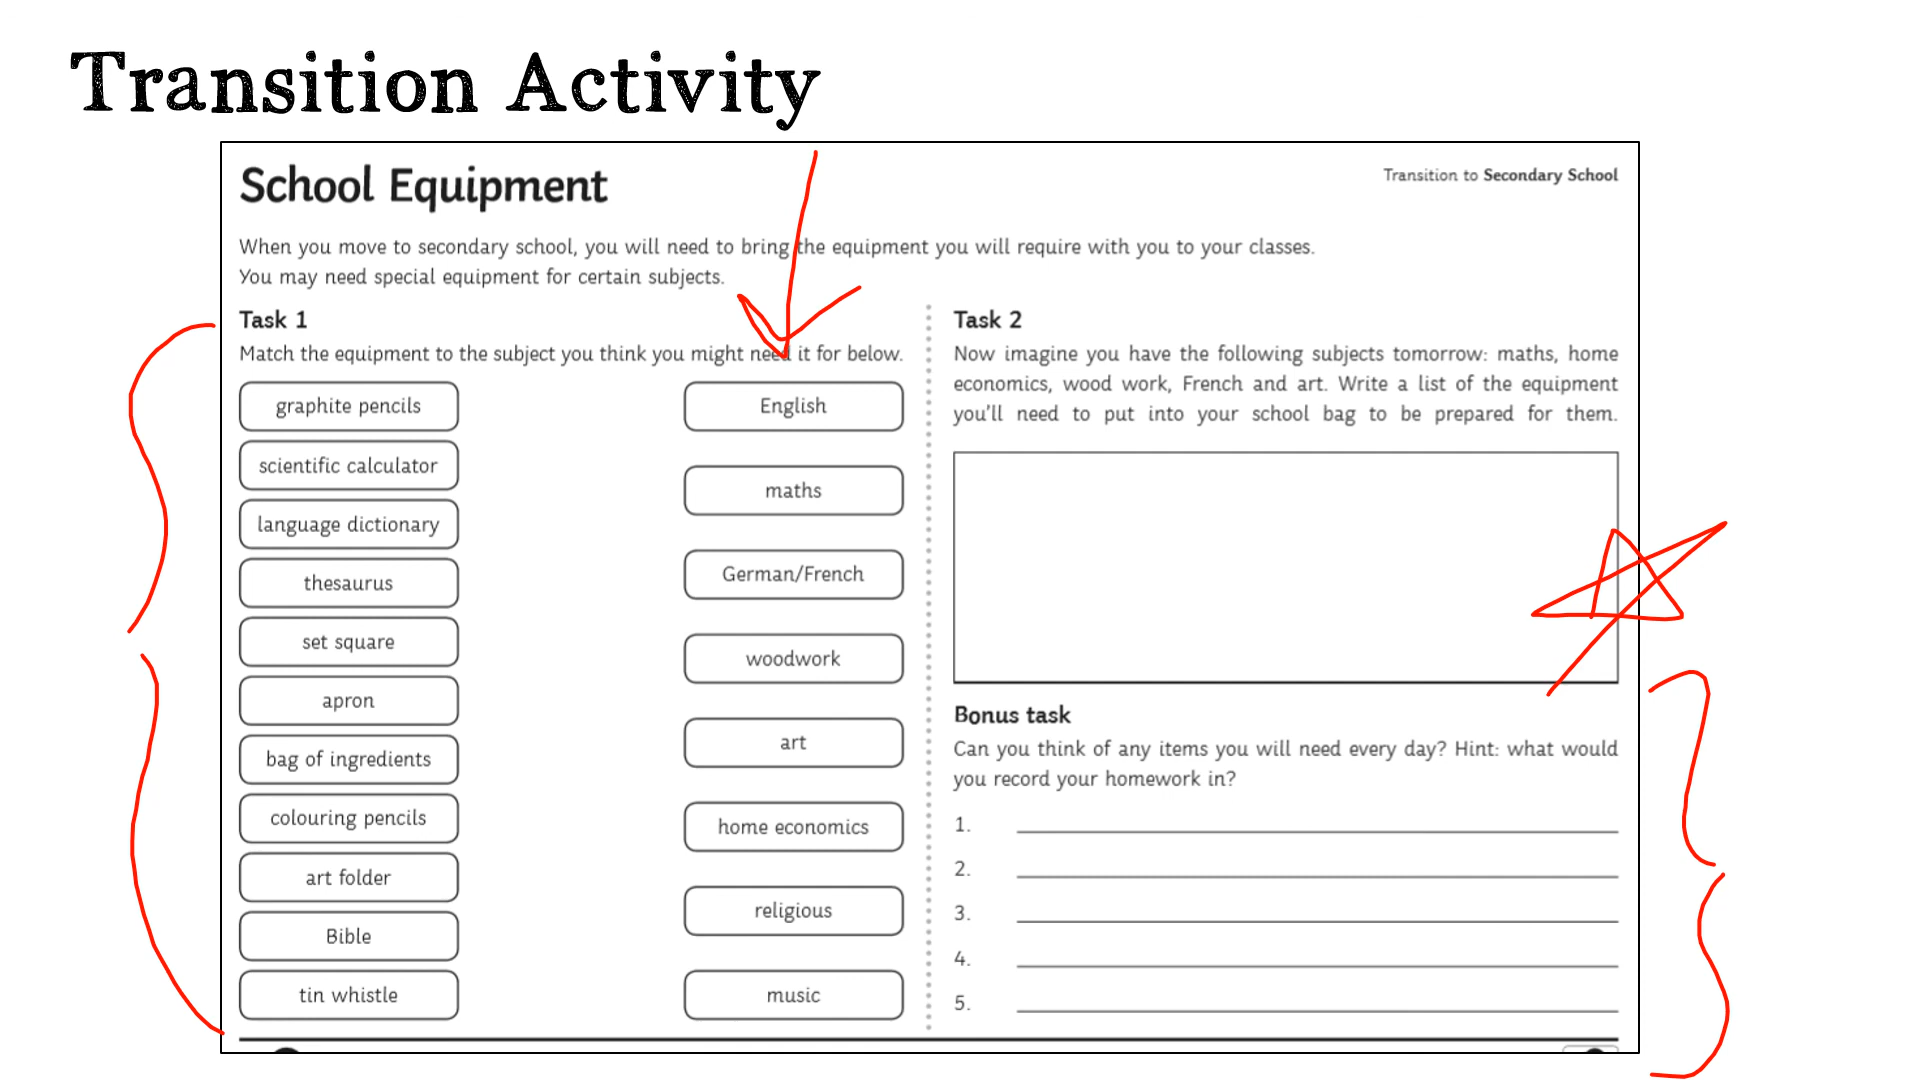 Transition Activity
School Equipment
Transition to Secondary School
When you move to secondary school, you will need to bring the equipment you will require with you to your classes.
You may need special equipment for certain subjects.
Task 1
Match the equipment to the subject you think you might need it for below.
graphite pencils
scientific calculator
language dictionary
thesaurus
set square
apron
bag of ingredients
colouring pencils
art folder
Bible
tin whistle
English
maths
German/French
woodwork
art
home economics
religious
music
Task 2
Now imagine you have the following subjects tomorrow: maths, home
economics, wood work, French and art. Write a list of the equipment
you'll need to put into your school bag to be prepared for them.
Bonus task
Can you think of any items you will need every day? Hint: what would
you record your homework in?
1.
2.
3.
4.
5.